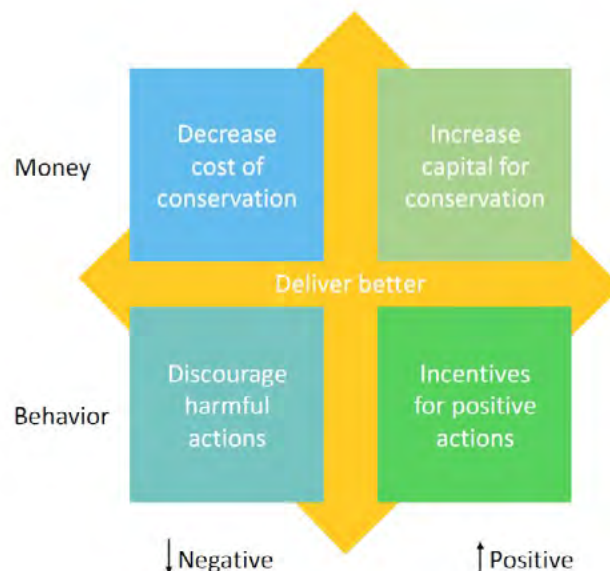 Decrease
cost of
conservation
Increase
capital for
conservation
Money
Deliver better
Discourage
harmful
actions
Incentives
for positive
actions
Behavior
↓ Negative
↑ Positive